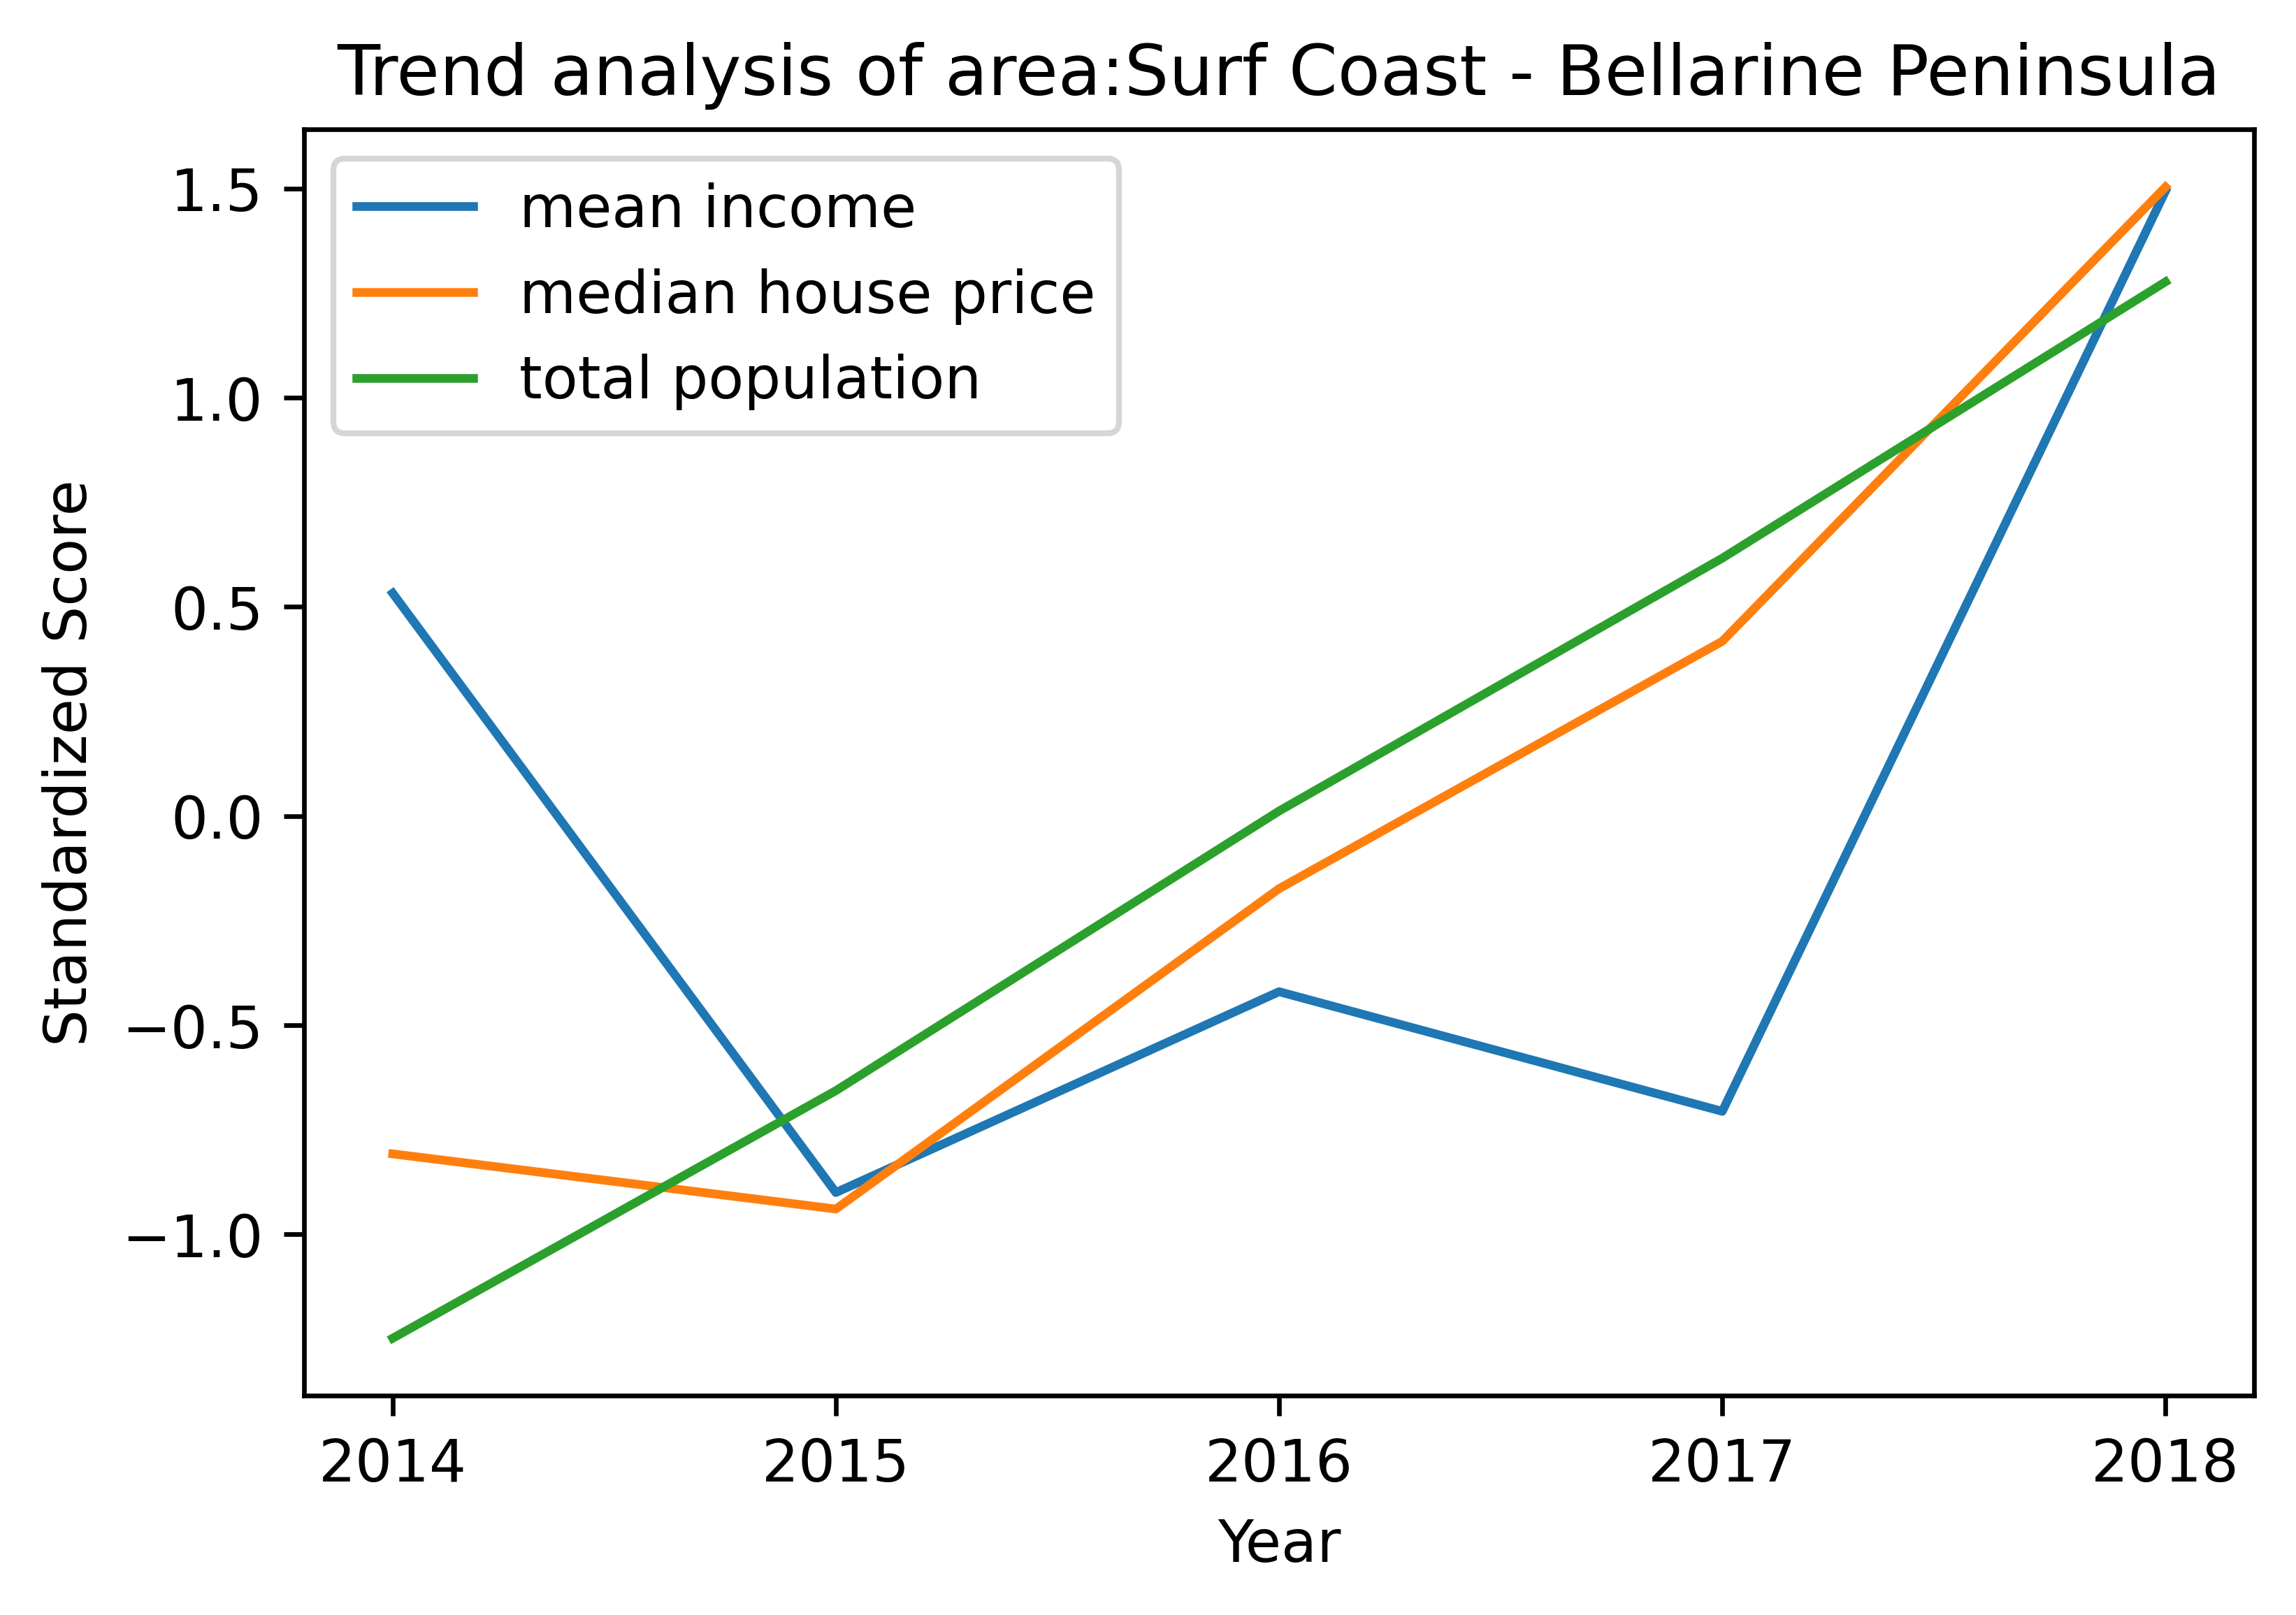 Trend analysis of area:Surf Coast - Bellarine Peninsula
mean income
median house price
total population
Standardized Score
1.5
1.0
0.5
0.0
−0.5
−1.0
2014 2015 2016 2017 2018
Year